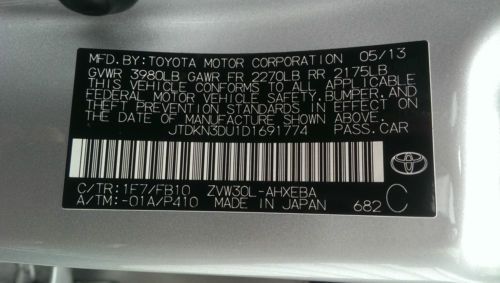 MFD.BY:TOYOTA MOTOR CORPORATION 05/13
GVWR 3980LB GAWR FR 2270LB RR 2175LB
THIS VEHICLE CONFORMS TO ALL APPLICABLE
FEDERAL MOTOR VEHICLE SAFETY, BUMPER, AND
THEFT PREVENTION STANDARDS IN EFFECT ON
THE DATE OF MANUFACTURE SHOWN ABOVE.
JTDKN3DU1D1691774 PASS.CAR
TOYOTA
C/TR:1F7/FB10 ZVW30L-AHXEBA
A/TM:-01A/P410 MADE IN JAPAN 682 C